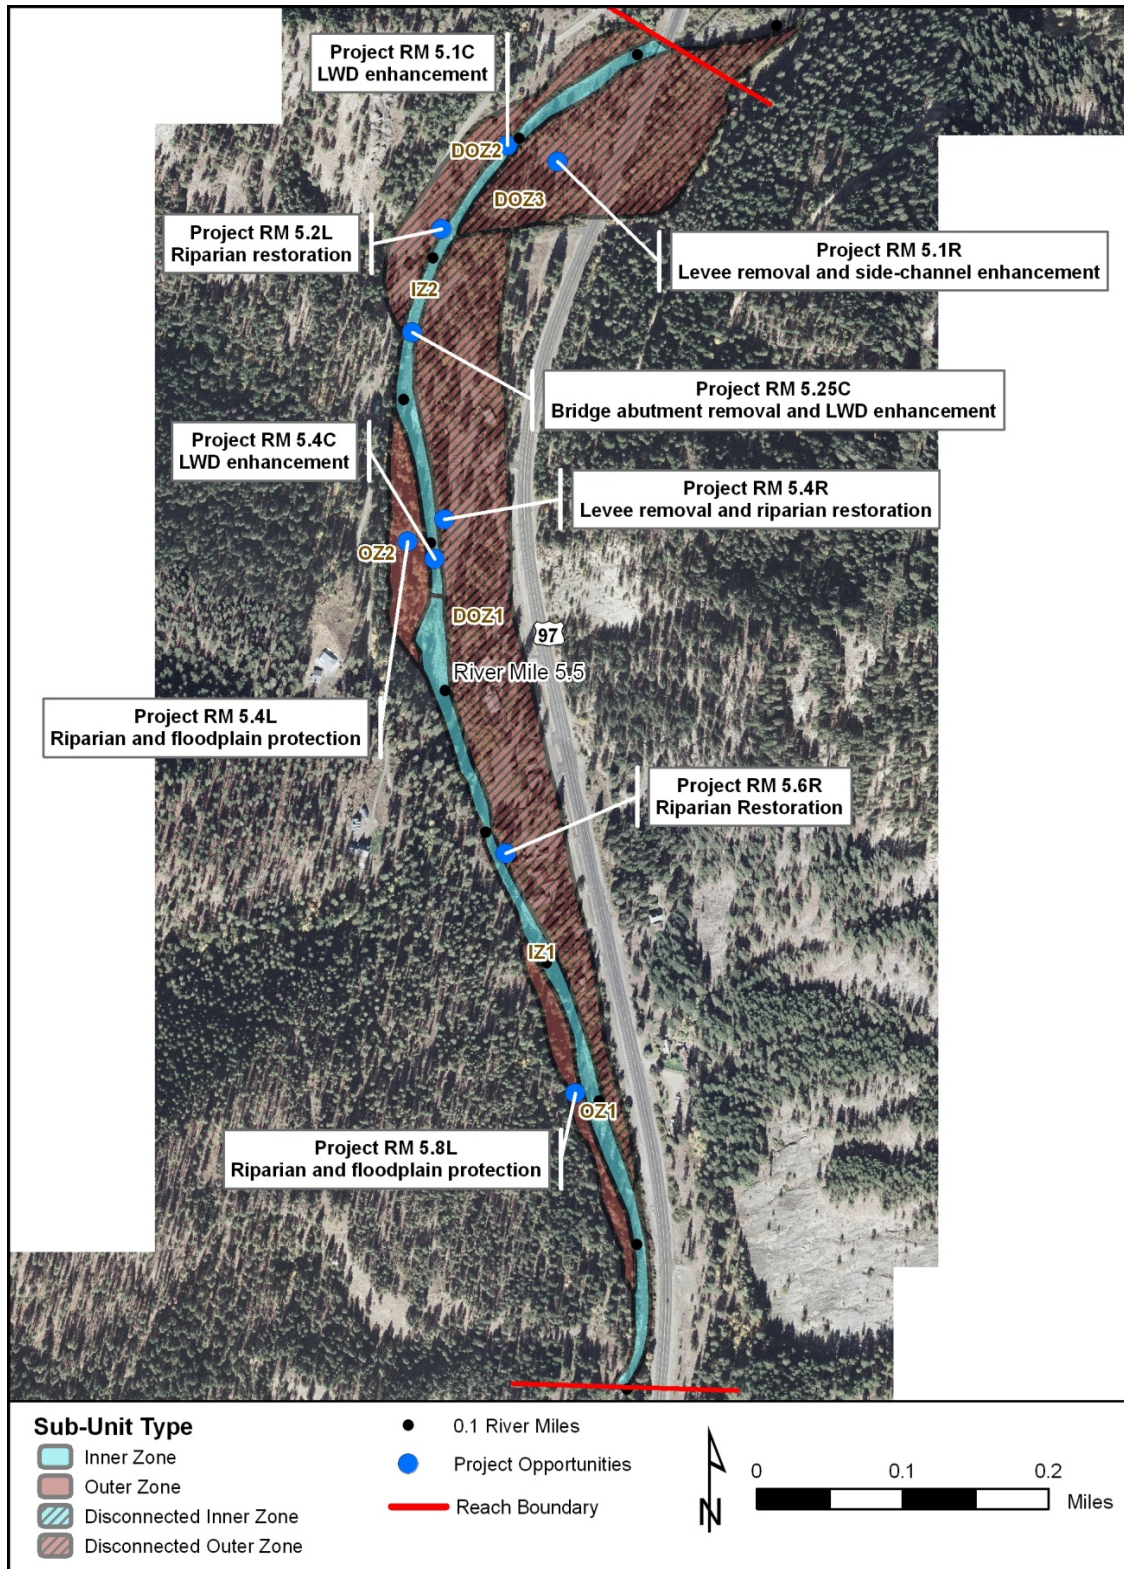 Project RM 5.1C
LWD enhancement
DOZ2
DOZ3
Project RM 5.2L
Riparian restoration
Project RM 5.1R
Levee removal and side-channel enhancement
IZ2
Project RM 5.25C
Bridge abutment removal and LWD enhancement
Project RM 5.4C
LWD enhancement
Project RM 5.4R
Levee removal and riparian restoration
OZ2
DOZ1
97
River Mile 5.5
Project RM 5.4L
Riparian and floodplain protection
Project RM 5.6R
Riparian Restoration
IZ1
OZ1
Project RM 5.8L
Riparian and floodplain protection
Sub-Unit Type
Inner Zone
Outer Zone
Disconnected Inner Zone
Disconnected Outer Zone
0.1 River Miles
Project Opportunities
Reach Boundary
N
0 0.1 0.2
Miles